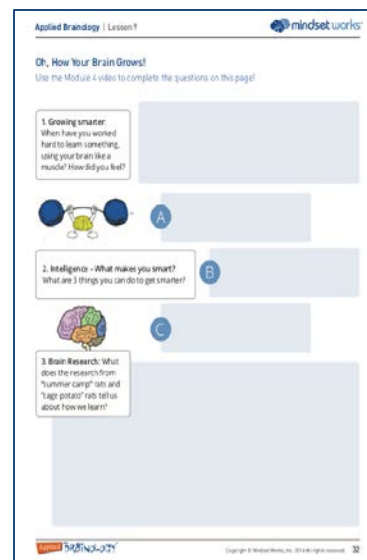 Applied Brainology | Lesson 9
mindset works
Oh, How Your Brain Grows!
Use the Module 4 video to complete the questions on this page!
1. Growing smarter:
When have you worked
hard to learn something,
using your brain like a
muscle? How did you feel?
A
2. Intelligence – What makes you smart?
What are 3 things you can do to get smarter?
B
C
3. Brain Research: What
does the research from
"summer camp" rats and
"cage potato" rats tell us
about how we learn?
Applied BRAINOLOGY
Copyright © Mindset Works, Inc. All rights reserved. 32